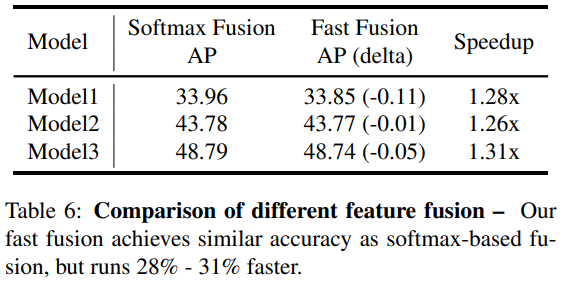 Model Softmax Fusion AP Fast Fusion AP (delta) Speedup
Model1 33.96 33.85 (-0.11) 1.28x
Model2 43.78 43.77 (-0.01) 1.26x
Model3 48.79 48.74 (-0.05) 1.31x
Table 6: Comparison of different feature fusion – Our
fast fusion achieves similar accuracy as softmax-based fu-
sion, but runs 28% - 31% faster.